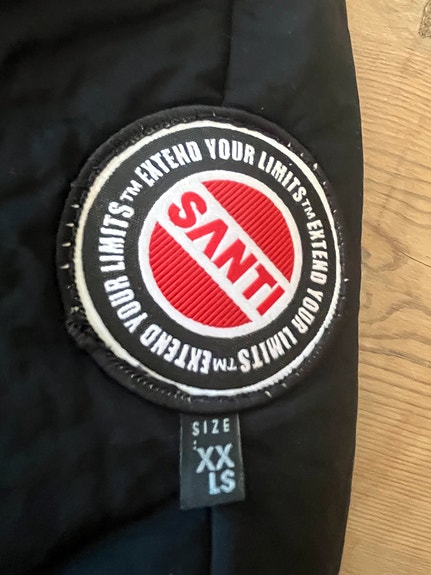 EXTEND YOUR LIMITS™ EXTEND YOUR LIMITS™ EXTEND YOUR LIMITS™
SANTI
SIZE
XX
LS